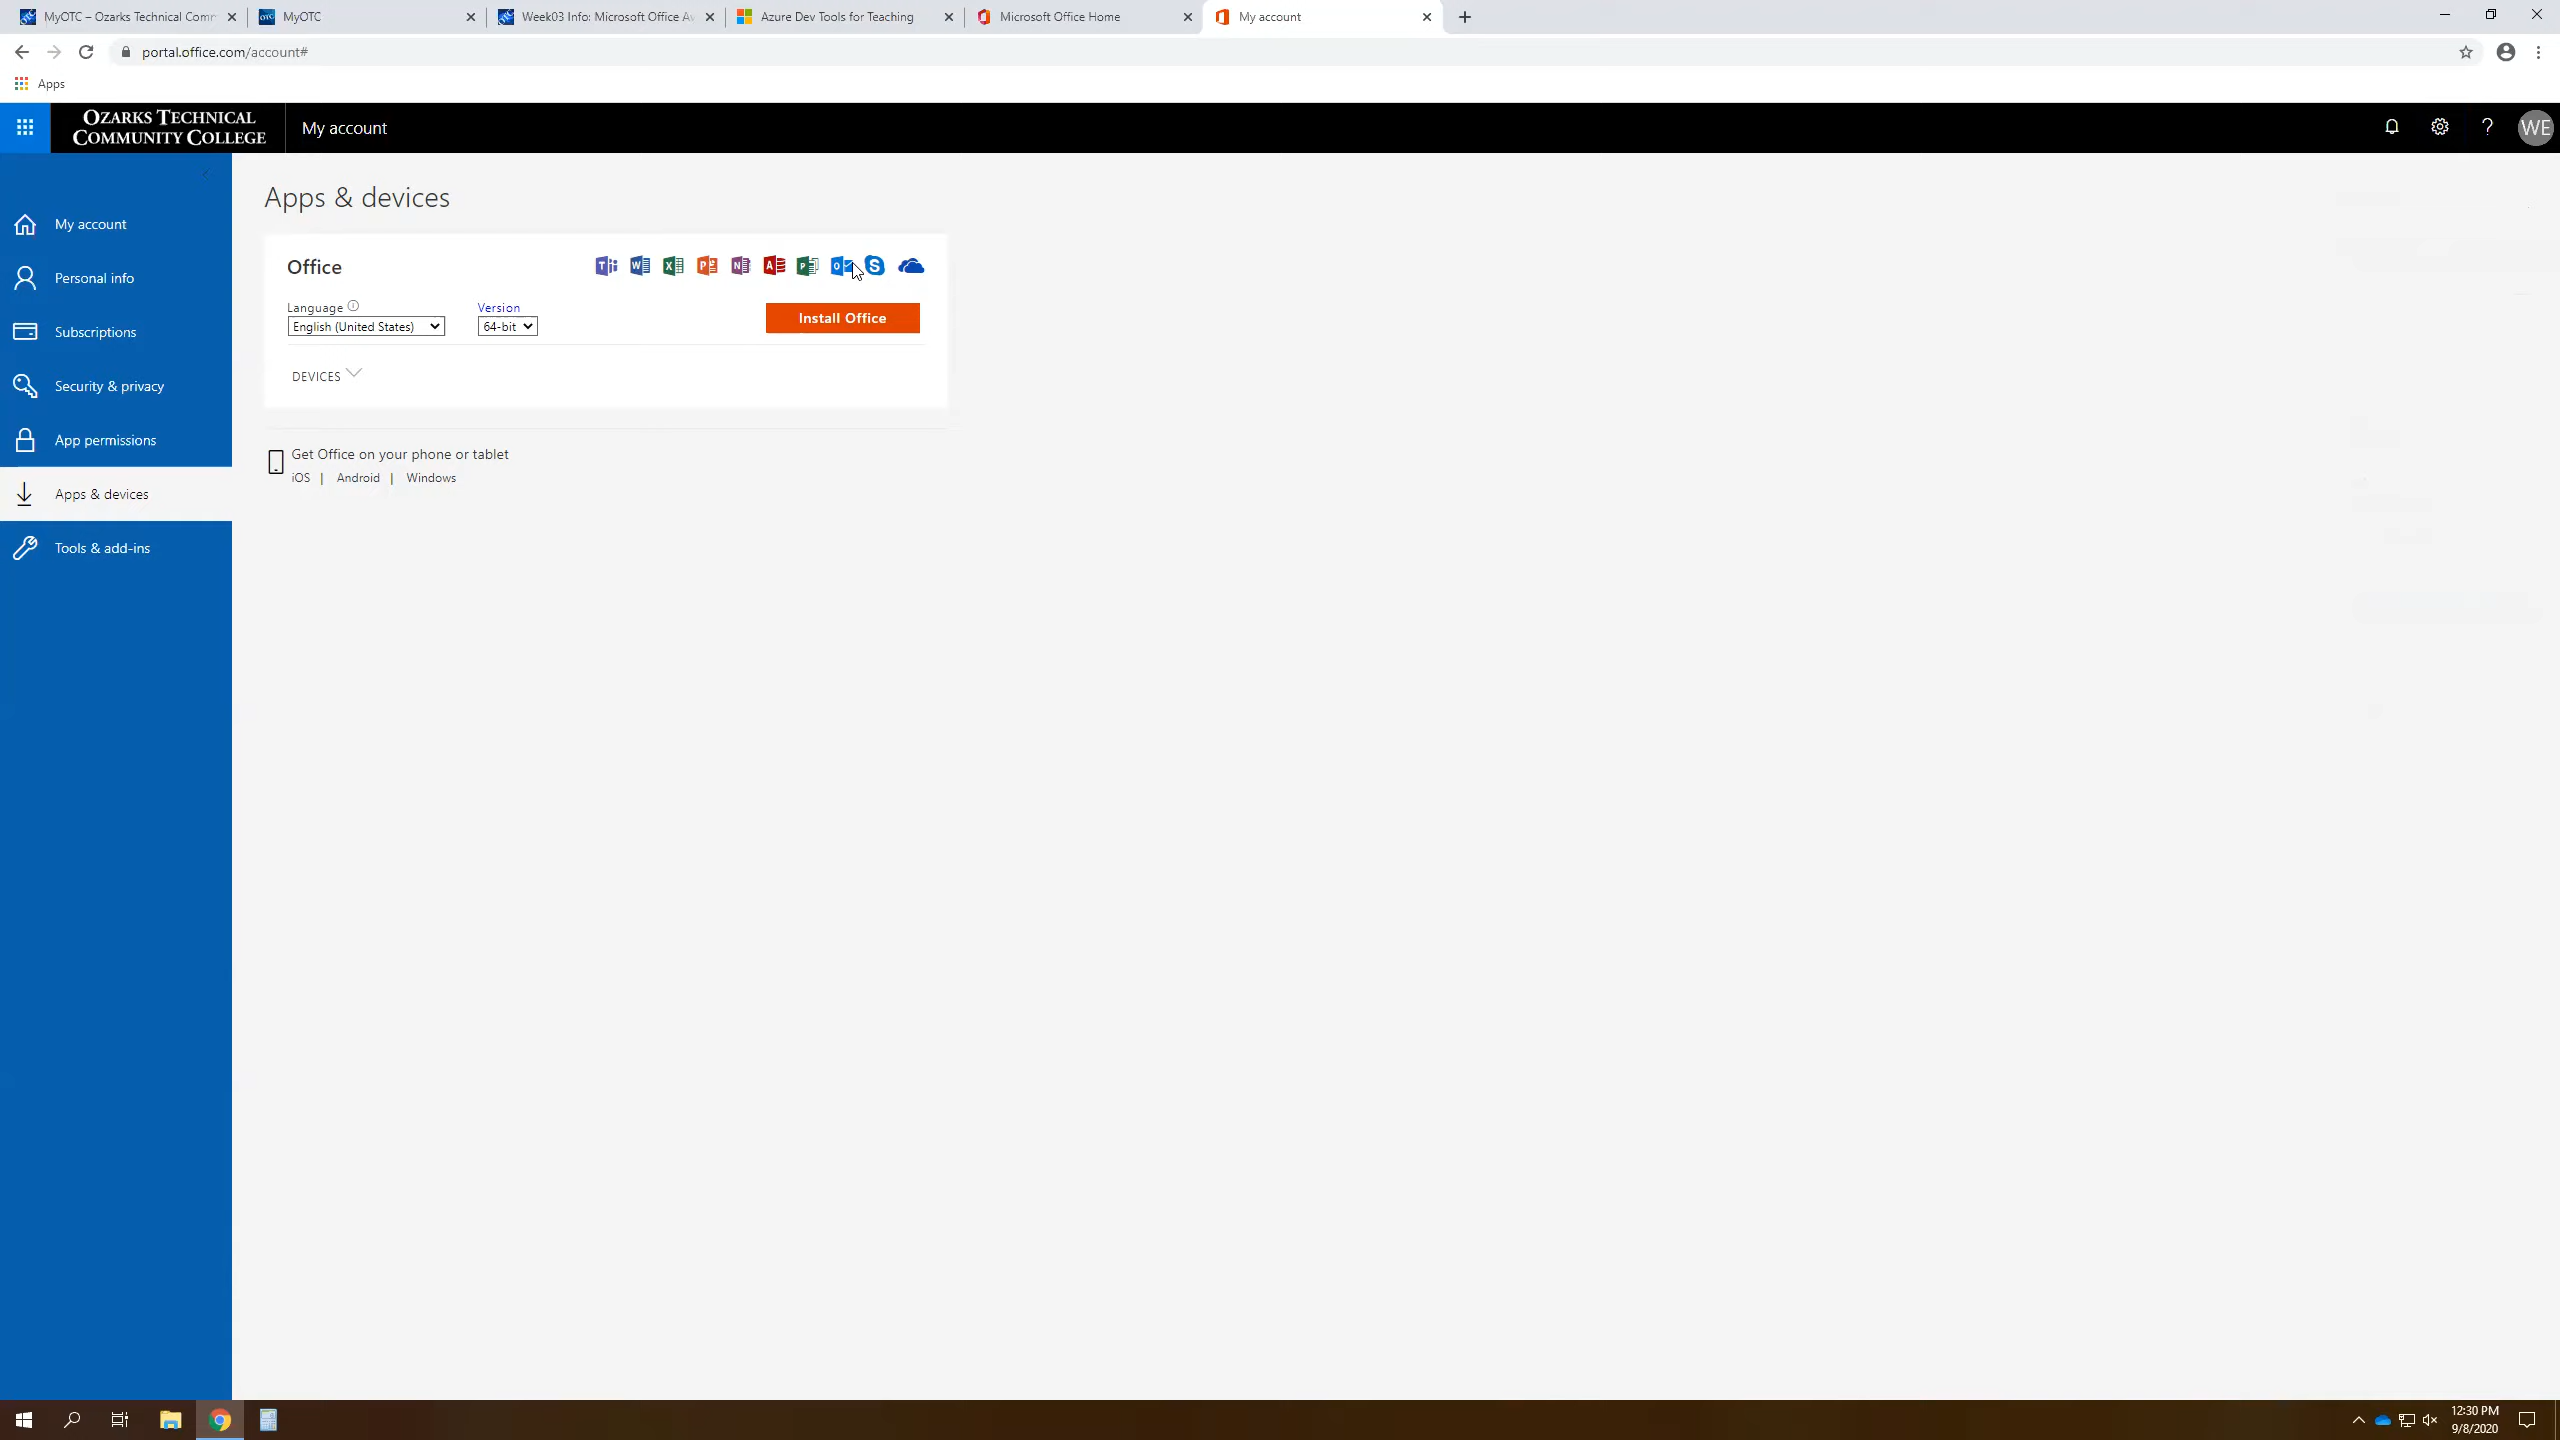 MyOTC – Ozarks Technical Com
MyOTC
Week03 Info: Microsoft Office Av
Azure Dev Tools for Teaching
Microsoft Office Home
My account
portal.office.com/account#
Apps
OZARKS TECHNICAL
COMMUNITY COLLEGE
My account
WE
My account
Personal info
Subscriptions
Security & privacy
App permissions
Apps & devices
Tools & add-ins
Apps & devices
Office
Language
Version
English (United States)
64-bit
Install Office
DEVICES
Get Office on your phone or tablet
iOS | Android | Windows
12:30 PM
9/8/2020